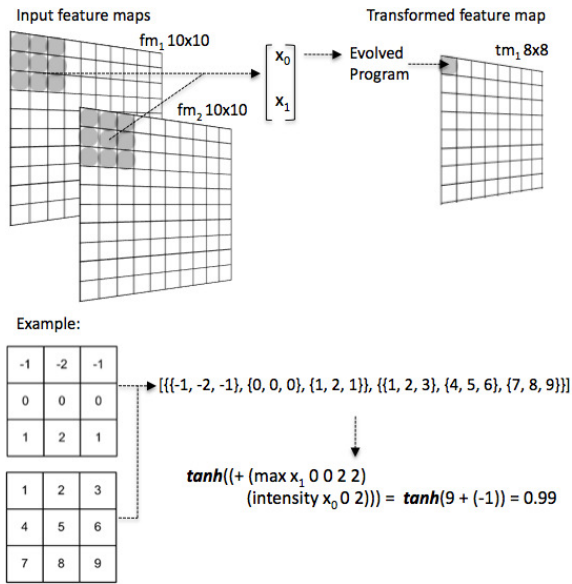 Input feature maps
Transformed feature map
fm1 10x10
fm2 10x10
x0
x1
Evolved
Program
tm1 8x8
Example:
-1 -2 -1
0 0 0
1 2 1
[{{-1, -2, -1}, {0, 0, 0}, {1, 2, 1}}, {{1, 2, 3}, {4, 5, 6}, {7, 8, 9}}]
1 2 3
4 5 6
7 8 9
tanh((+ (max x1 0 0 2 2)
(intensity x0 0 2))) = tanh(9 + (-1)) = 0.99